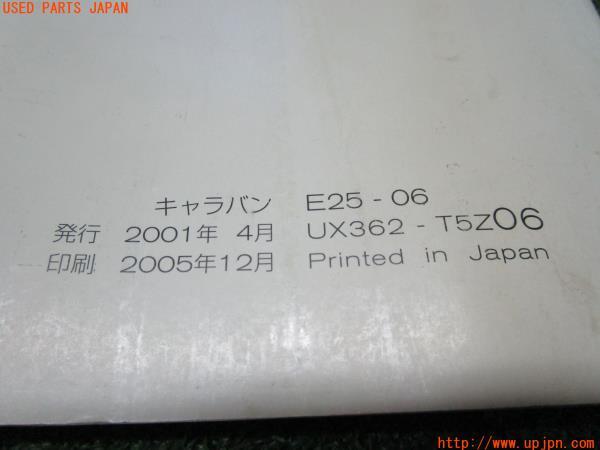 USED PARTS JAPAN
キャラバン E25 - 06
発行 2001年 4月 UX362 - T5Z06
印刷 2005年12月 Printed in Japan
http://www.upjpn.com/